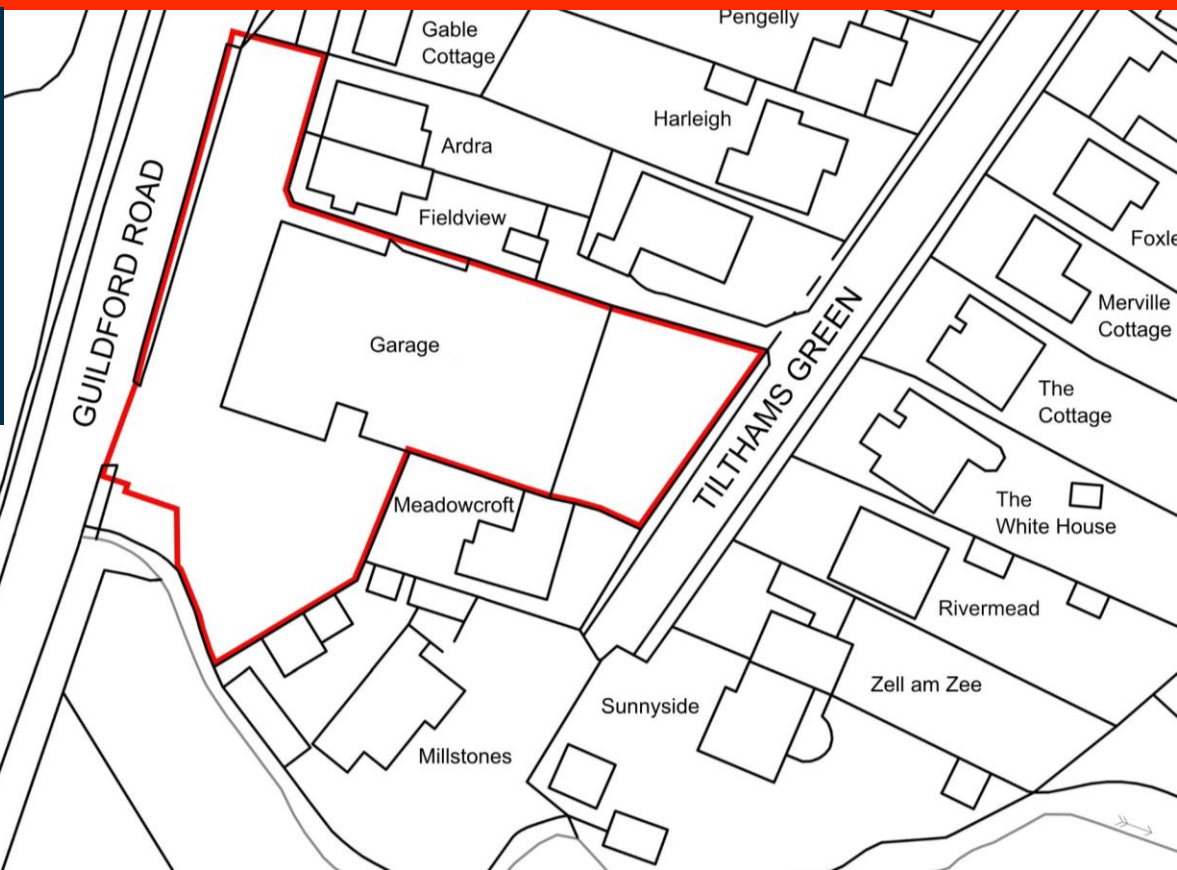 Pengelly
Gable
Cottage
Harleigh
Ardra
Fieldview
GUILDFORD ROAD
Garage
TILTHAMS GREEN
Merville
Cottage
The
Cottage
Meadowcroft
The
White House
Rivermead
Zell am Zee
Sunnyside
Millstones